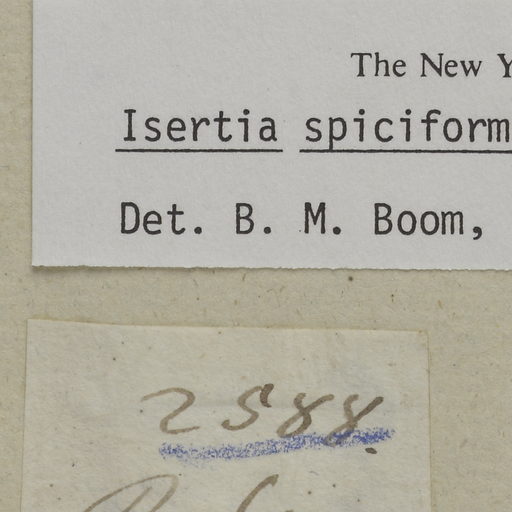 The New Y
Isertia spiciform
Det. B. M. Boom,
2588.